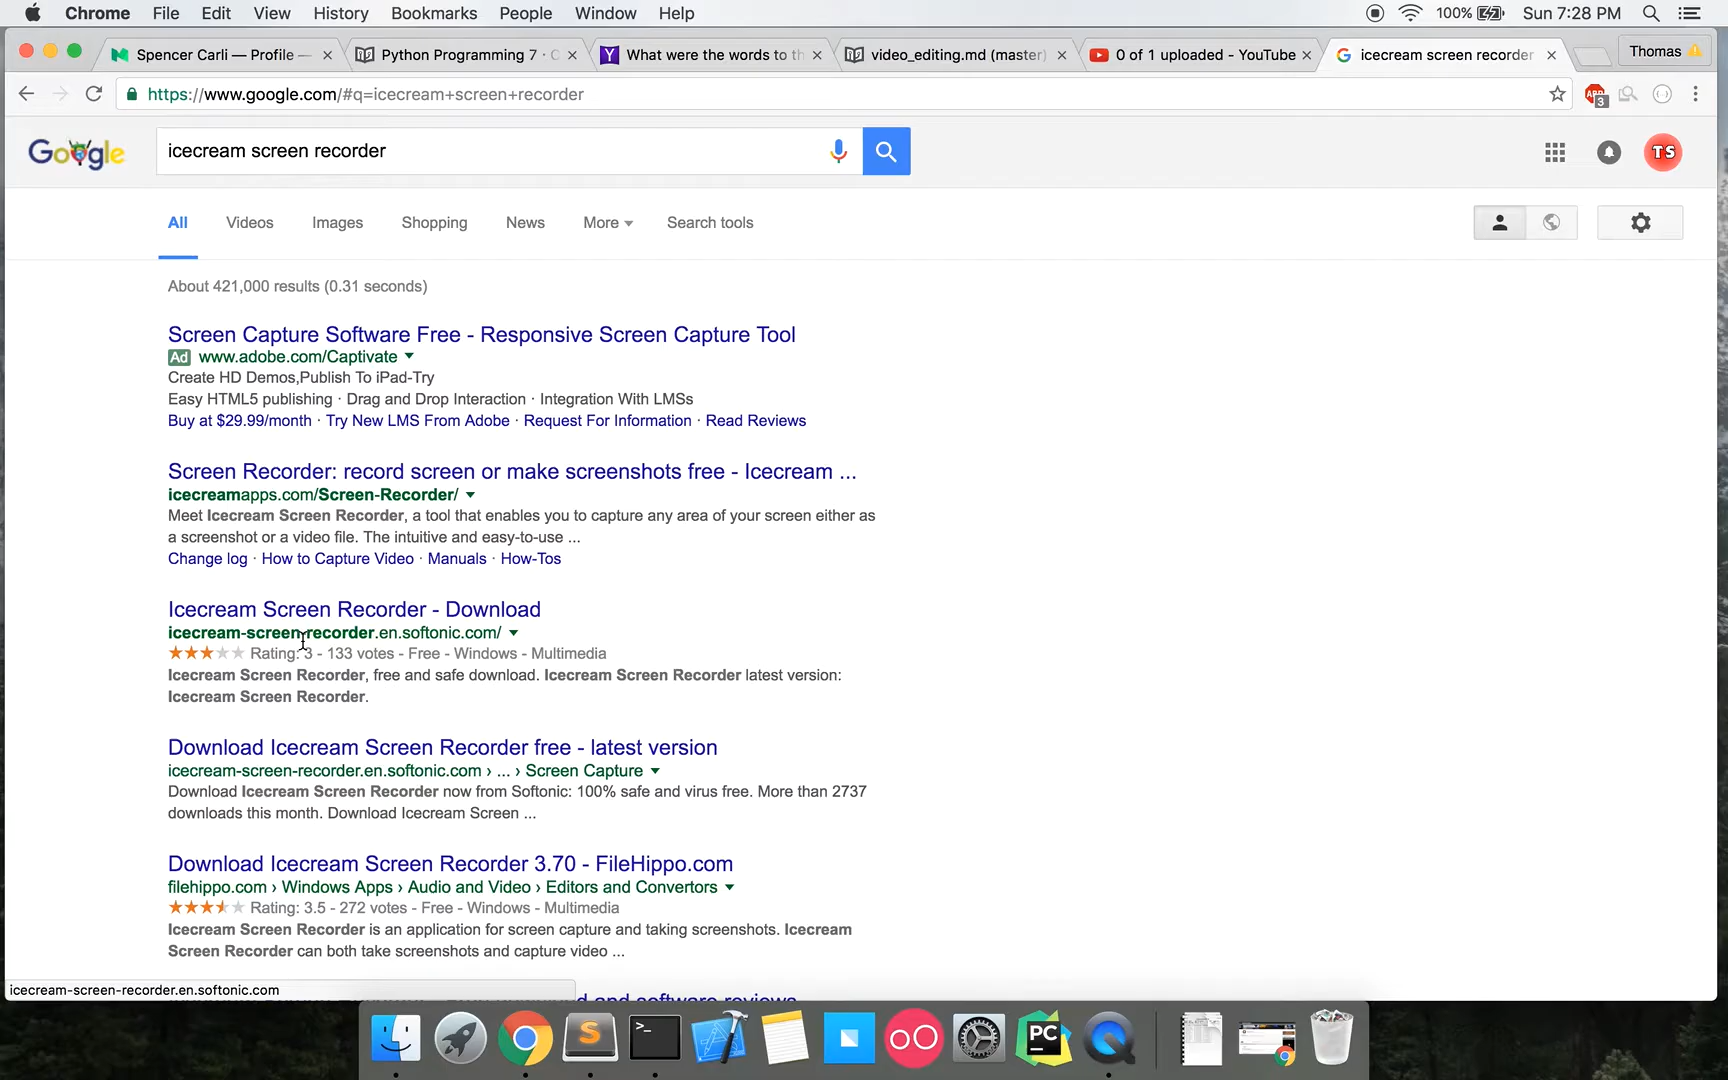 Chrome File Edit View History Bookmarks People Window Help 100% Sun 7:28 PM
Spencer Carli — Profile — Python Programming 7 · C What were the words to th video_editing.md (master) 0 of 1 uploaded - YouTube icecream screen recorder Thomas
https://www.google.com/#q=icecream+screen+recorder ABP 3
Google icecream screen recorder TS
All Videos Images Shopping News More Search tools
About 421,000 results (0.31 seconds)
Screen Capture Software Free - Responsive Screen Capture Tool
Ad www.adobe.com/Captivate
Create HD Demos,Publish To iPad-Try
Easy HTML5 publishing · Drag and Drop Interaction · Integration With LMSs
Buy at $29.99/month · Try New LMS From Adobe · Request For Information · Read Reviews
Screen Recorder: record screen or make screenshots free - Icecream ...
icecreamapps.com/Screen-Recorder/
Meet Icecream Screen Recorder, a tool that enables you to capture any area of your screen either as
a screenshot or a video file. The intuitive and easy-to-use ...
Change log · How to Capture Video · Manuals · How-Tos
Icecream Screen Recorder - Download
icecream-screen-recorder.en.softonic.com/
Rating: 3 - 133 votes - Free - Windows - Multimedia
Icecream Screen Recorder, free and safe download. Icecream Screen Recorder latest version:
Icecream Screen Recorder.
Download Icecream Screen Recorder free - latest version
icecream-screen-recorder.en.softonic.com › ... › Screen Capture
Download Icecream Screen Recorder now from Softonic: 100% safe and virus free. More than 2737
downloads this month. Download Icecream Screen ...
Download Icecream Screen Recorder 3.70 - FileHippo.com
filehippo.com › Windows Apps › Audio and Video › Editors and Convertors
Rating: 3.5 - 272 votes - Free - Windows - Multimedia
Icecream Screen Recorder is an application for screen capture and taking screenshots. Icecream
Screen Recorder can both take screenshots and capture video ...
icecream-screen-recorder.en.softonic.com
and software reviews
S PC